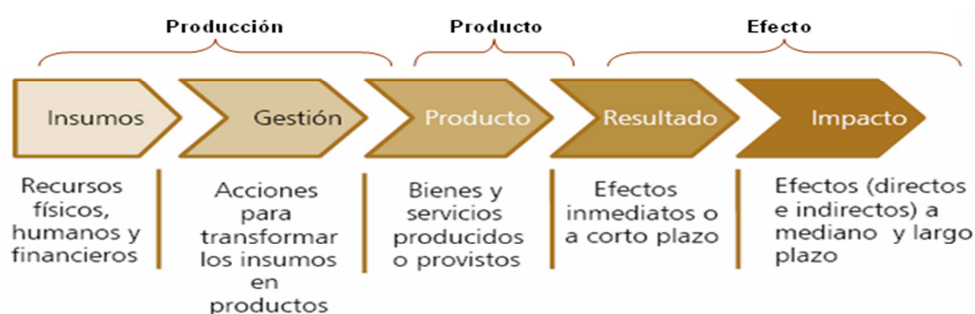 Producción
Producto
Efecto
Insumos
Gestión
Producto
Resultado
Impacto
Recursos
físicos,
humanos y
financieros
Acciones
para
transformar
los insumos
en
productos
Bienes y
servicios
producidos
o provistos
Efectos
inmediatos o
a corto plazo
Efectos (directos
e indirectos) a
mediano y largo
plazo